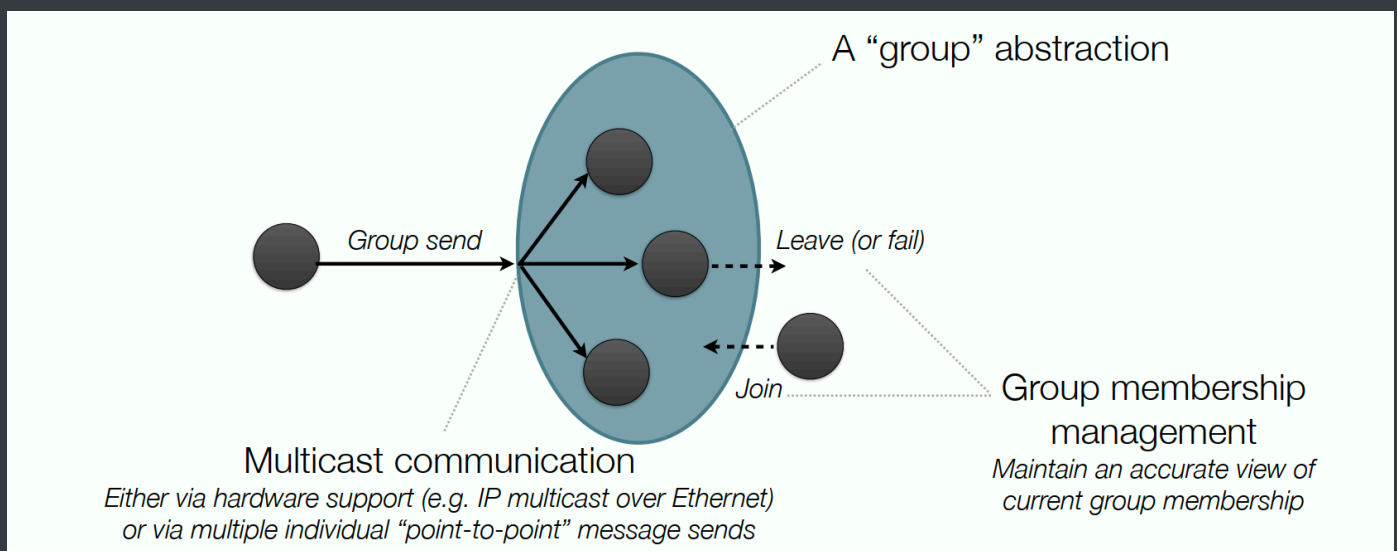 A “group” abstraction
Group send
Leave (or fail)
Join
Group membership
management
Maintain an accurate view of
current group membership
Multicast communication
Either via hardware support (e.g. IP multicast over Ethernet)
or via multiple individual “point-to-point” message sends